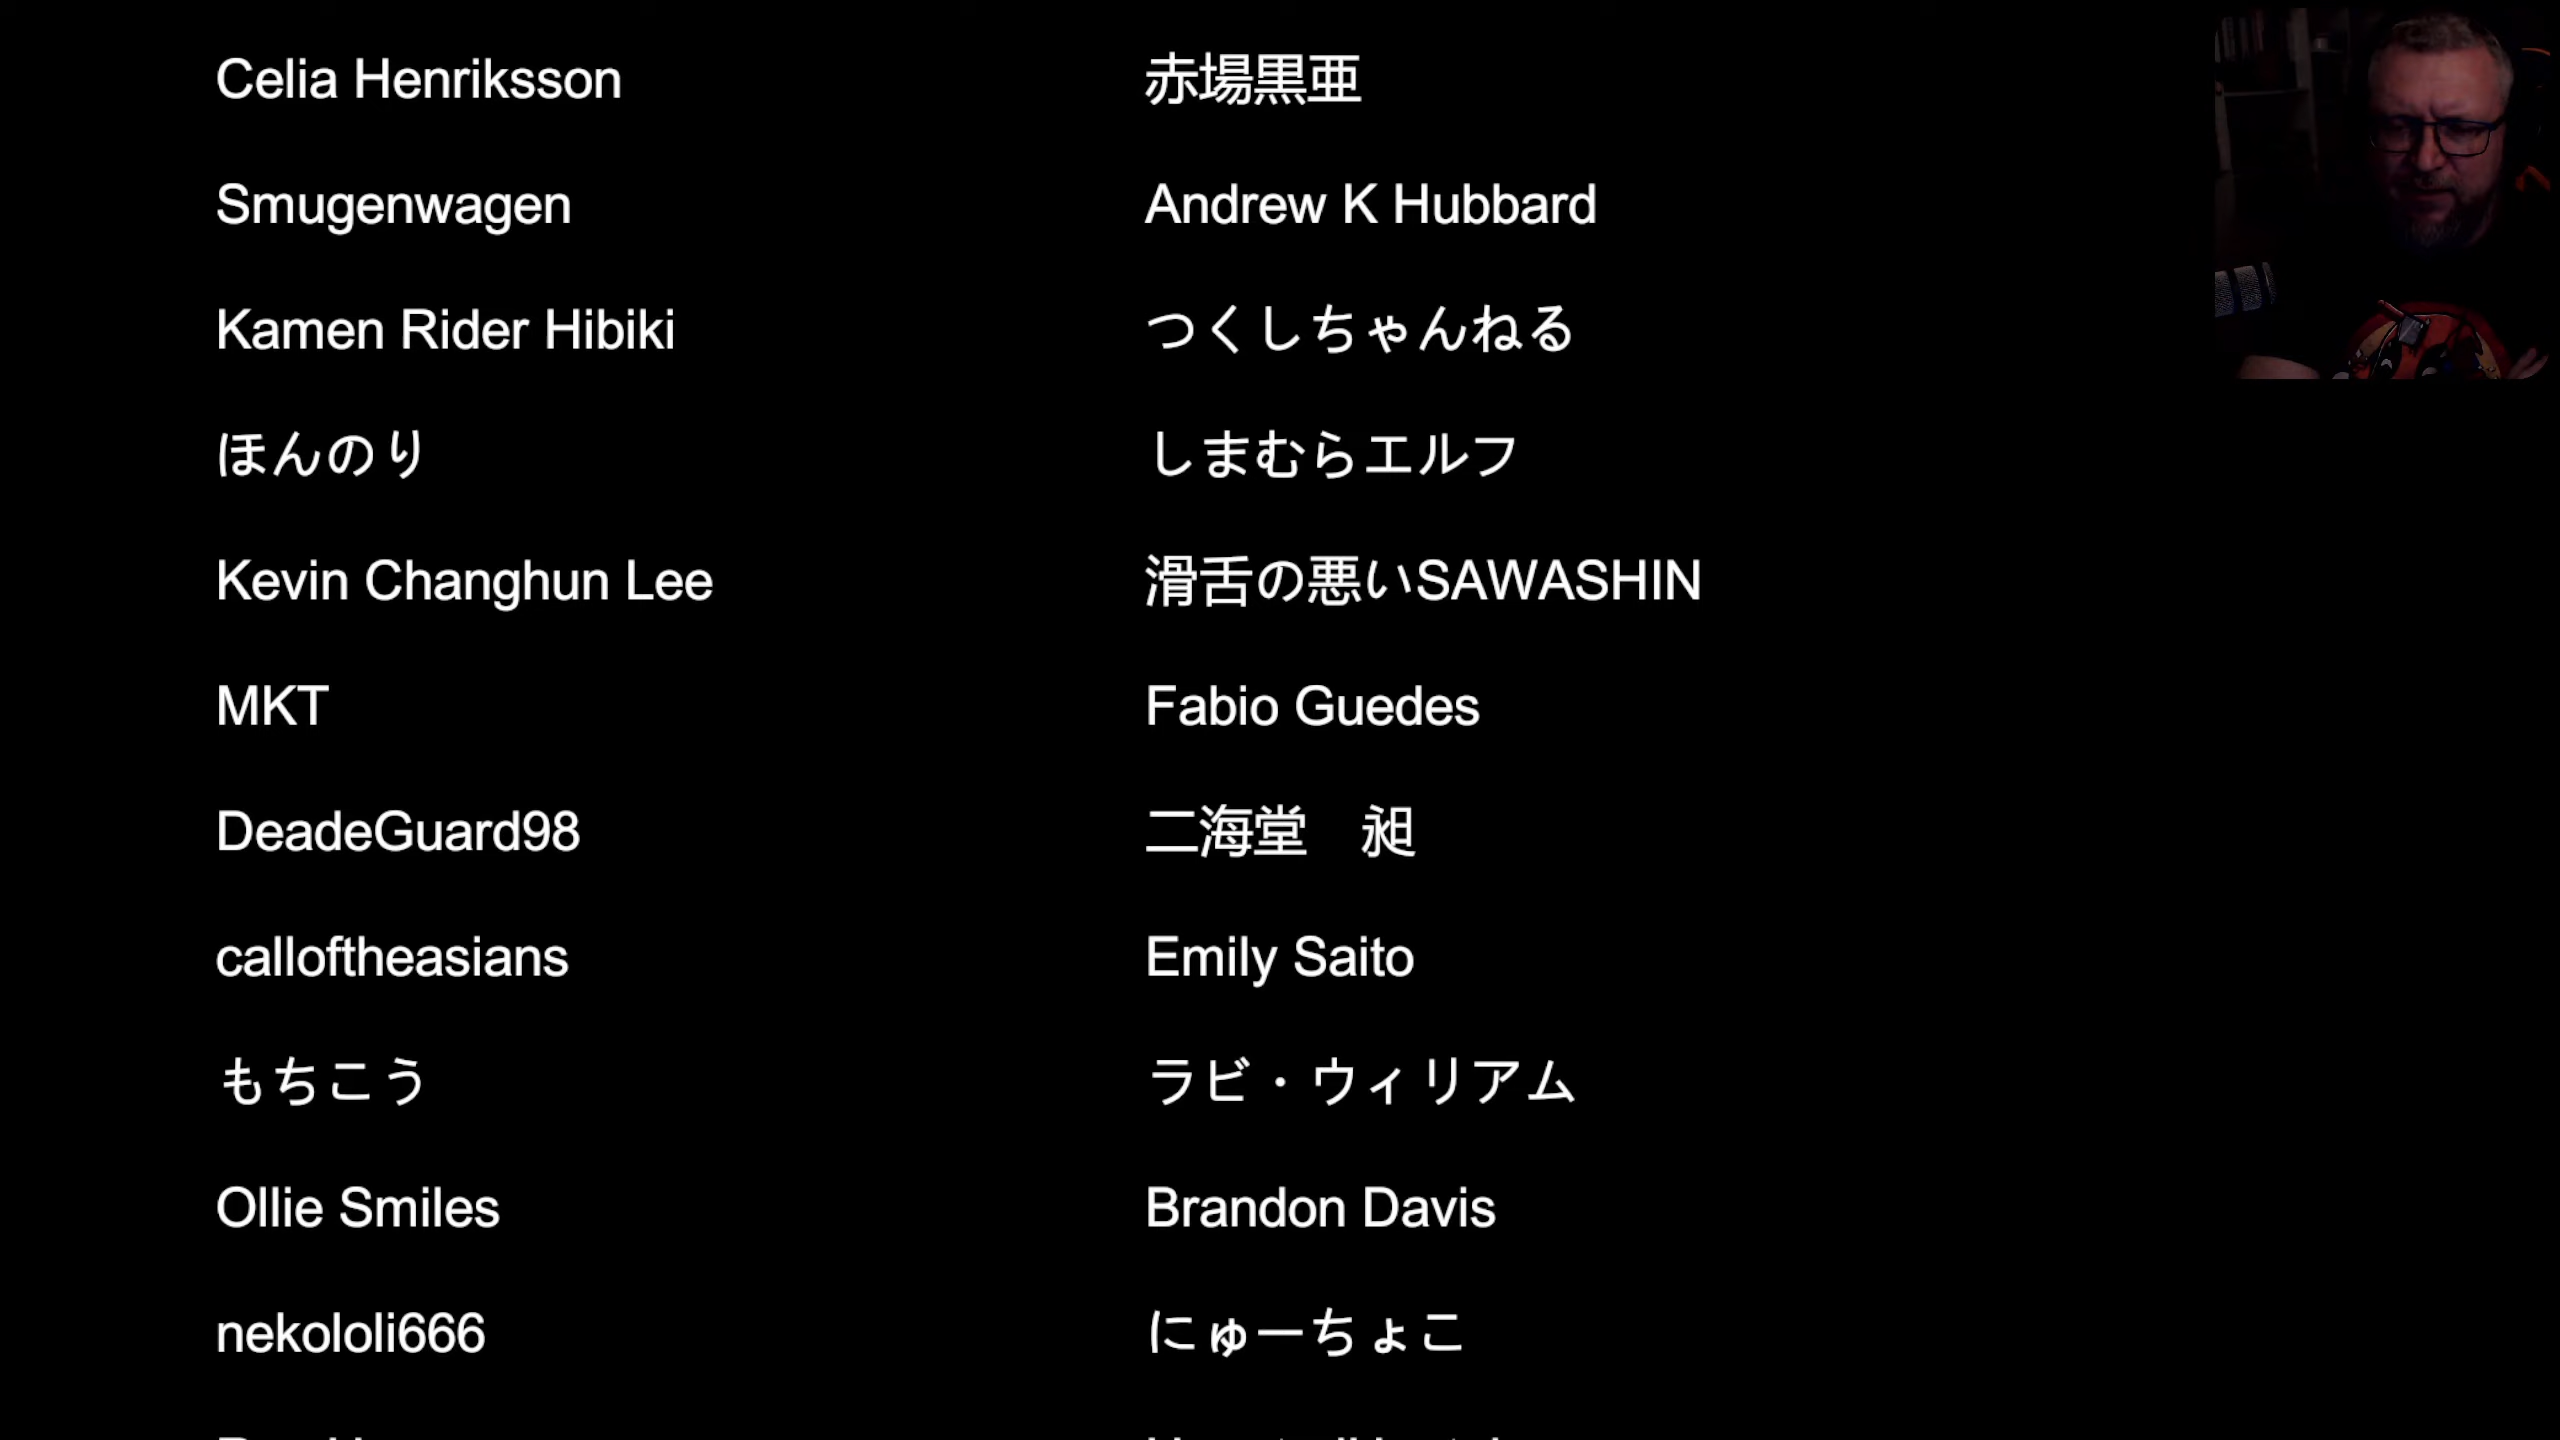 Celia Henriksson
赤場黒亜
Smugenwagen
Andrew K Hubbard
Kamen Rider Hibiki
つくしちゃんねる
ほんのり
しまむらエルフ
Kevin Changhun Lee
滑舌の悪いSAWASHIN
MKT
Fabio Guedes
DeadeGuard98
二海堂　昶
calloftheasians
Emily Saito
もちこう
ラビ・ウィリアム
Ollie Smiles
Brandon Davis
nekololi666
にゅーちょこ